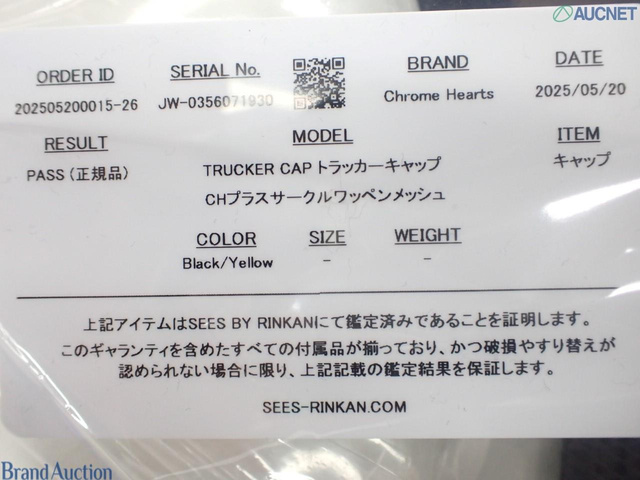 AUCNET
ORDER ID
202505200015-26
SERIAL No.
JW-0356071930
BRAND
Chrome Hearts
DATE
2025/05/20
RESULT
PASS (正規品)
MODEL
TRUCKER CAP トラッカーキャップ
CHプラスサークルワッペンメッシュ
ITEM
キャップ
COLOR
Black/Yellow
SIZE
-
WEIGHT
-
上記アイテムはSEES BY RINKANにて鑑定済みであることを証明します。
このギャランティを含めたすべての付属品が揃っており、かつ破損やすり替えが
認められない場合に限り、上記記載の鑑定結果を保証します。
SEES-RINKAN.COM
Brand Auction